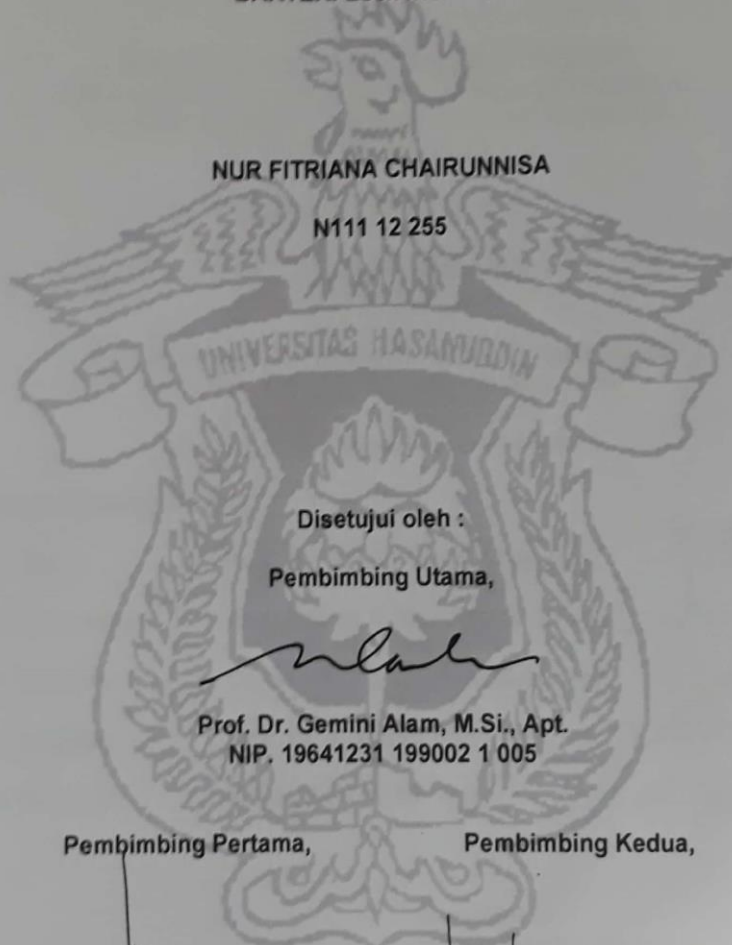 NUR FITRIANA CHAIRUNNISA
N111 12 255
UNIVERSITAS HASANUDDIN
Disetujui oleh :
Pembimbing Utama,
Prof. Dr. Gemini Alam, M.Si., Apt.
NIP. 19641231 199002 1 005
Pembimbing Pertama,
Pembimbing Kedua,